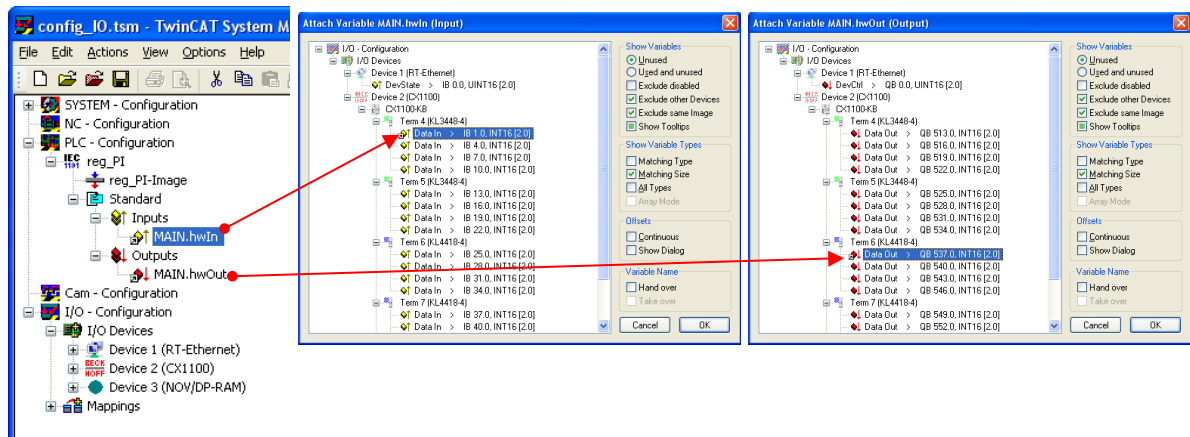 config_IO.tsm - TwinCAT System M
File Edit Actions View Options Help
SYSTEM - Configuration
NC - Configuration
PLC - Configuration
IEC 1131 reg_PI
reg_PI-Image
Standard
Inputs
MAIN.hwIn
Outputs
MAIN.hwOut
Cam - Configuration
I/O - Configuration
I/O Devices
Device 1 (RT-Ethernet)
BECK HOFF Device 2 (CX1100)
Device 3 (NOV/DP-RAM)
Mappings
Attach Variable MAIN.hwIn (Input)
I/O - Configuration
I/O Devices
Device 1 (RT-Ethernet)
DevState > IB 0.0, UINT16 [2.0]
Device 2 (CX1100)
CX1100-KB
Term 4 (KL3448-4)
Data In > IB 1.0, INT16 [2.0]
Data In > IB 4.0, INT16 [2.0]
Data In > IB 7.0, INT16 [2.0]
Data In > IB 10.0, INT16 [2.0]
Term 5 (KL3448-4)
Data In > IB 13.0, INT16 [2.0]
Data In > IB 16.0, INT16 [2.0]
Data In > IB 19.0, INT16 [2.0]
Data In > IB 22.0, INT16 [2.0]
Term 6 (KL4418-4)
Data In > IB 25.0, INT16 [2.0]
Data In > IB 28.0, INT16 [2.0]
Data In > IB 31.0, INT16 [2.0]
Data In > IB 34.0, INT16 [2.0]
Term 7 (KL4418-4)
Data In > IB 37.0, INT16 [2.0]
Data In > IB 40.0, INT16 [2.0]
Show Variables
Unused
Used and unused
Exclude disabled
Exclude other Devices
Exclude same Image
Show Tooltips
Show Variable Types
Matching Type
Matching Size
All Types
Array Mode
Offsets
Continuous
Show Dialog
Variable Name
Hand over
Take over
Cancel OK
Attach Variable MAIN.hwOut (Output)
I/O - Configuration
I/O Devices
Device 1 (RT-Ethernet)
DevCtrl > QB 0.0, UINT16 [2.0]
Device 2 (CX1100)
CX1100-KB
Term 4 (KL3448-4)
Data Out > QB 513.0, INT16 [2.0]
Data Out > QB 516.0, INT16 [2.0]
Data Out > QB 519.0, INT16 [2.0]
Data Out > QB 522.0, INT16 [2.0]
Term 5 (KL3448-4)
Data Out > QB 525.0, INT16 [2.0]
Data Out > QB 528.0, INT16 [2.0]
Data Out > QB 531.0, INT16 [2.0]
Data Out > QB 534.0, INT16 [2.0]
Term 6 (KL4418-4)
Data Out > QB 537.0, INT16 [2.0]
Data Out > QB 540.0, INT16 [2.0]
Data Out > QB 543.0, INT16 [2.0]
Data Out > QB 546.0, INT16 [2.0]
Term 7 (KL4418-4)
Data Out > QB 549.0, INT16 [2.0]
Data Out > QB 552.0, INT16 [2.0]
Show Variables
Unused
Used and unused
Exclude disabled
Exclude other Devices
Exclude same Image
Show Tooltips
Show Variable Types
Matching Type
Matching Size
All Types
Array Mode
Offsets
Continuous
Show Dialog
Variable Name
Hand over
Take over
Cancel OK